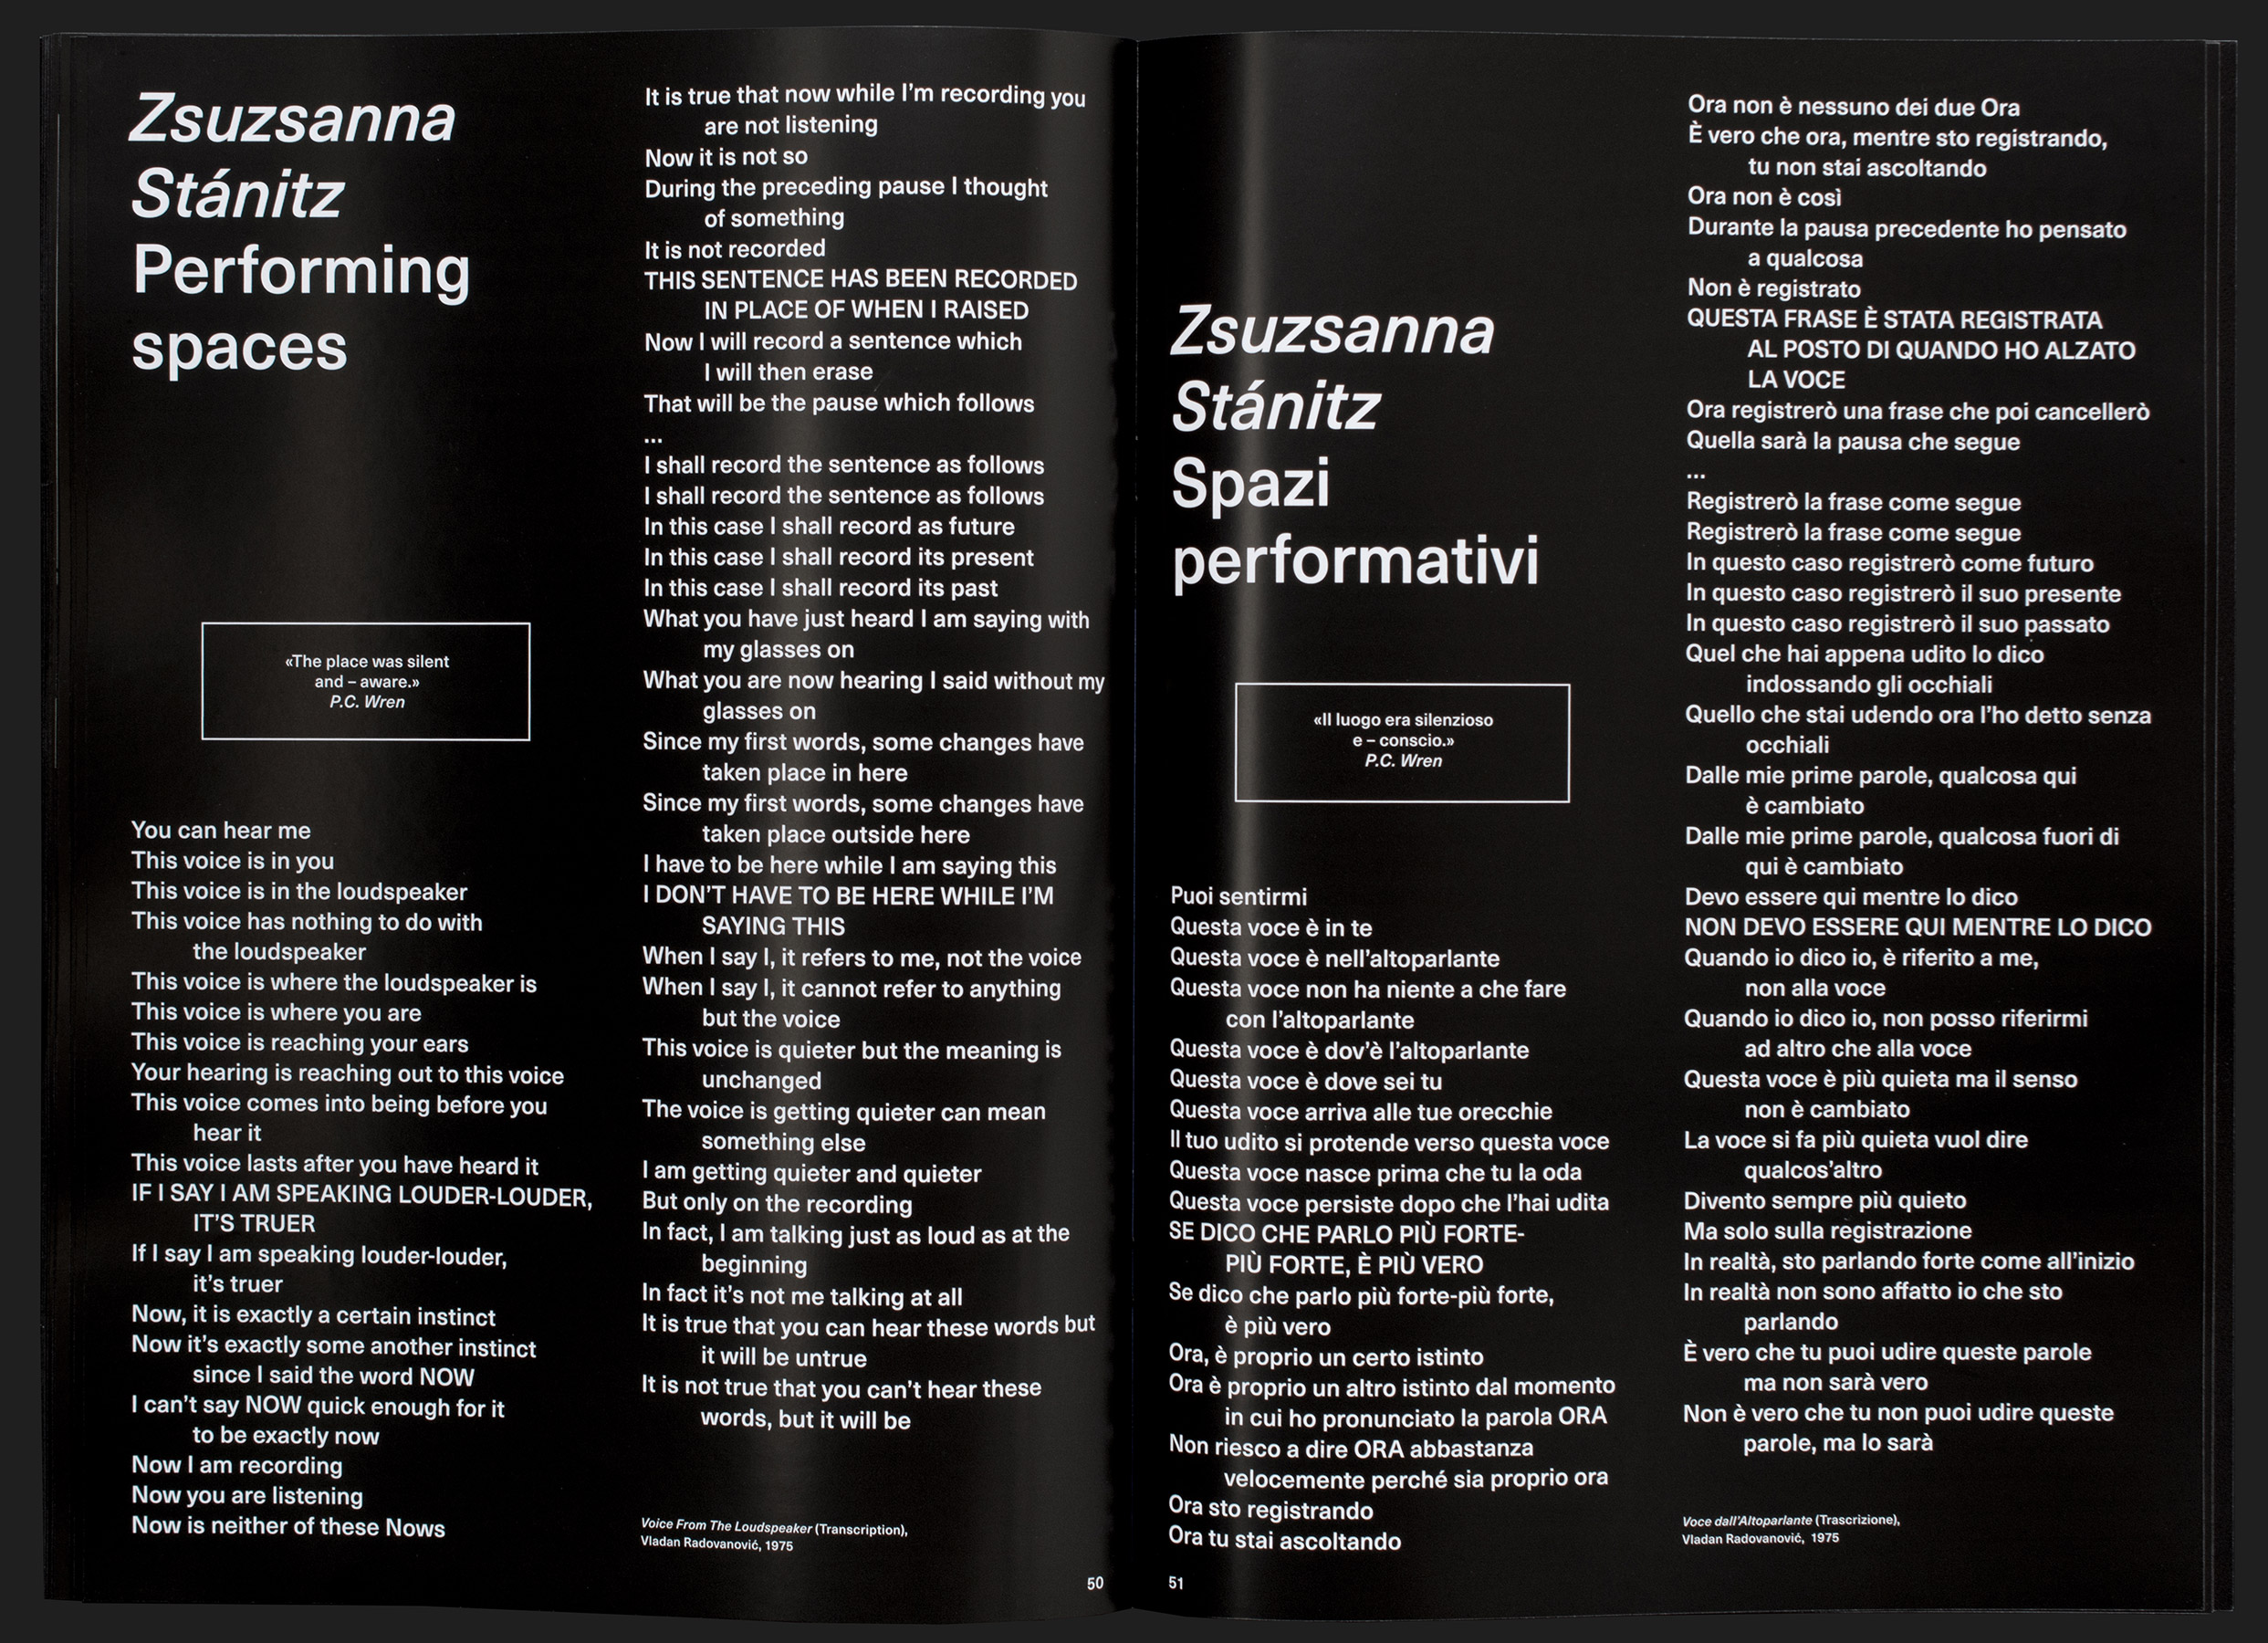 Zsuzsanna
Stánitz
Performing
spaces
«The place was silent
and – aware.»
P.C. Wren
You can hear me
This voice is in you
This voice is in the loudspeaker
This voice has nothing to do with
the loudspeaker
This voice is where the loudspeaker is
This voice is where you are
This voice is reaching your ears
Your hearing is reaching out to this voice
This voice comes into being before you
hear it
This voice lasts after you have heard it
IF I SAY I AM SPEAKING LOUDER-LOUDER,
IT'S TRUER
If I say I am speaking louder-louder,
it's truer
Now, it is exactly a certain instinct
Now it's exactly some another instinct
since I said the word NOW
I can't say NOW quick enough for it
to be exactly now
Now I am recording
Now you are listening
Now is neither of these Nows
It is true that now while I'm recording you
are not listening
Now it is not so
During the preceding pause I thought
of something
It is not recorded
THIS SENTENCE HAS BEEN RECORDED
IN PLACE OF WHEN I RAISED
Now I will record a sentence which
I will then erase
That will be the pause which follows
...
I shall record the sentence as follows
I shall record the sentence as follows
In this case I shall record as future
In this case I shall record its present
In this case I shall record its past
What you have just heard I am saying with
my glasses on
What you are now hearing I said without my
glasses on
Since my first words, some changes have
taken place in here
Since my first words, some changes have
taken place outside here
I have to be here while I am saying this
I DON'T HAVE TO BE HERE WHILE I'M
SAYING THIS
When I say I, it refers to me, not the voice
When I say I, it cannot refer to anything
but the voice
This voice is quieter but the meaning is
unchanged
The voice is getting quieter can mean
something else
I am getting quieter and quieter
But only on the recording
In fact, I am talking just as loud as at the
beginning
In fact it's not me talking at all
It is true that you can hear these words but
it will be untrue
It is not true that you can't hear these
words, but it will be
Voice From The Loudspeaker (Transcription),
Vladan Radovanović, 1975
50
Zsuzsanna
Stánitz
Spazi
performativi
«Il luogo era silenzioso
e – conscio.»
P.C. Wren
Puoi sentirmi
Questa voce è in te
Questa voce è nell'altoparlante
Questa voce non ha niente a che fare
con l'altoparlante
Questa voce è dov'è l'altoparlante
Questa voce è dove sei tu
Questa voce arriva alle tue orecchie
Il tuo udito si protende verso questa voce
Questa voce nasce prima che tu la oda
Questa voce persiste dopo che l'hai udita
SE DICO CHE PARLO PIÙ FORTE-
PIÙ FORTE, È PIÙ VERO
Se dico che parlo più forte-più forte,
è più vero
Ora, è proprio un certo istinto
Ora è proprio un altro istinto dal momento
in cui ho pronunciato la parola ORA
Non riesco a dire ORA abbastanza
velocemente perché sia proprio ora
Ora sto registrando
Ora tu stai ascoltando
Ora non è nessuno dei due Ora
È vero che ora, mentre sto registrando,
tu non stai ascoltando
Ora non è così
Durante la pausa precedente ho pensato
a qualcosa
Non è registrato
QUESTA FRASE È STATA REGISTRATA
AL POSTO DI QUANDO HO ALZATO
LA VOCE
Ora registrerò una frase che poi cancellerò
Quella sarà la pausa che segue
...
Registrerò la frase come segue
Registrerò la frase come segue
In questo caso registrerò come futuro
In questo caso registrerò il suo presente
In questo caso registrerò il suo passato
Quel che hai appena udito lo dico
indossando gli occhiali
Quello che stai udendo ora l'ho detto senza
occhiali
Dalle mie prime parole, qualcosa qui
è cambiato
Dalle mie prime parole, qualcosa fuori di
qui è cambiato
Devo essere qui mentre lo dico
NON DEVO ESSERE QUI MENTRE LO DICO
Quando io dico io, è riferito a me,
non alla voce
Quando io dico io, non posso riferirmi
ad altro che alla voce
Questa voce è più quieta ma il senso
non è cambiato
La voce si fa più quieta vuol dire
qualcos'altro
Divento sempre più quieto
Ma solo sulla registrazione
In realtà, sto parlando forte come all'inizio
In realtà non sono affatto io che sto
parlando
È vero che tu puoi udire queste parole
ma non sarà vero
Non è vero che tu non puoi udire queste
parole, ma lo sarà
Voce dall'Altoparlante (Trascrizione),
Vladan Radovanović, 1975
51